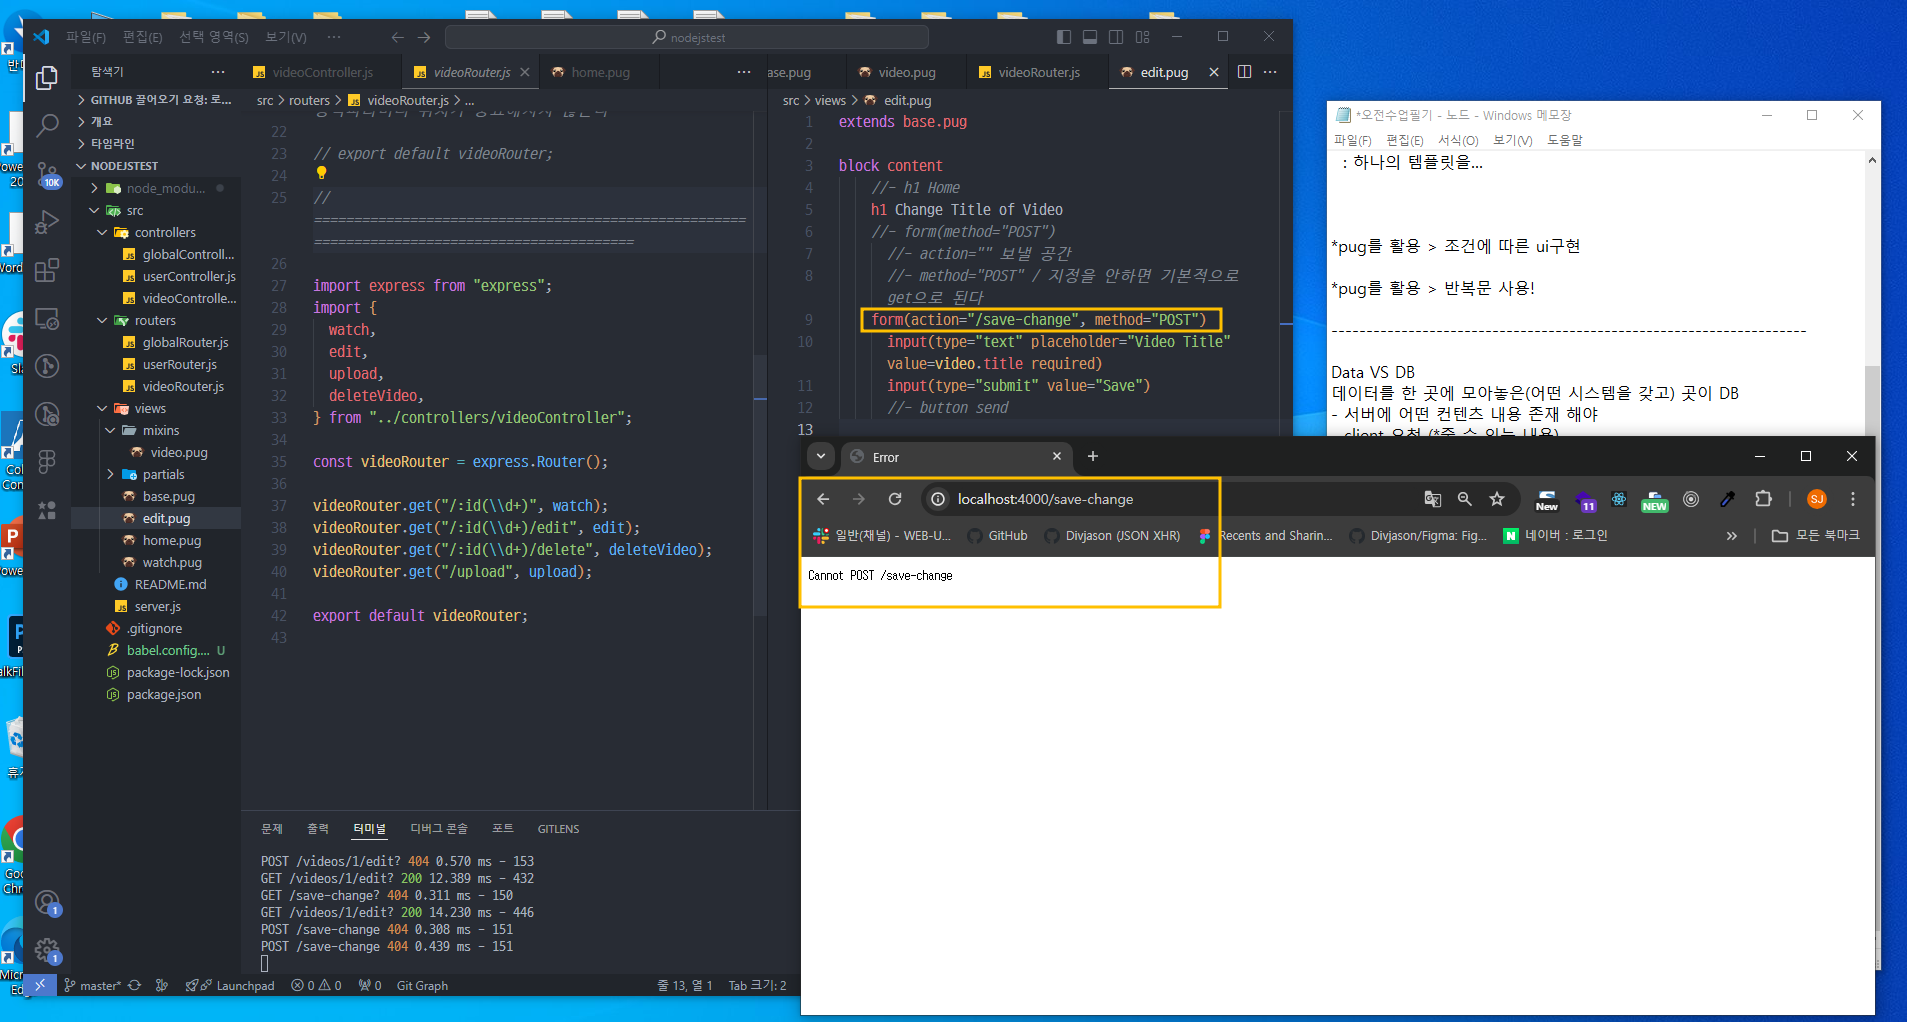 파일(F) 편집(E) 선택 영역(S) 보기(V) ···
nodejstest
탐색기 ···
GITHUB 끌어오기 요청: 로...
개요
타임라인
NODEJSTEST
node_modu...
src
controllers
globalControll...
userController.js
videoControlle...
routers
globalRouter.js
userRouter.js
videoRouter.js
views
mixins
video.pug
partials
base.pug
edit.pug
home.pug
watch.pug
README.md
server.js
.gitignore
babel.config.... U
package-lock.json
package.json
10K
videoController.js
videoRouter.js
home.pug
src > routers > videoRouter.js > ...
22
23 // export default videoRouter;
24
25 //
======================================================
========================================
26
27 import express from "express";
28 import {
29 watch,
30 edit,
31 upload,
32 deleteVideo,
33 } from "../controllers/videoController";
34
35 const videoRouter = express.Router();
36
37 videoRouter.get("/:id(\\d+)", watch);
38 videoRouter.get("/:id(\\d+)/edit", edit);
39 videoRouter.get("/:id(\\d+)/delete", deleteVideo);
40 videoRouter.get("/upload", upload);
41
42 export default videoRouter;
43
ase.pug
video.pug
videoRouter.js
edit.pug
src > views > edit.pug
1 extends base.pug
2
3 block content
4 //- h1 Home
5 h1 Change Title of Video
6 //- form(method="POST")
7 //- action="" 보낼 공간
8 //- method="POST" / 지정을 안하면 기본적으로
get으로 된다
9 form(action="/save-change", method="POST")
10 input(type="text" placeholder="Video Title"
value=video.title required)
11 input(type="submit" value="Save")
12 //- button send
13
문제 출력 터미널 디버그 콘솔 포트 GITLENS
POST /videos/1/edit? 404 0.570 ms - 153
GET /videos/1/edit? 200 12.389 ms - 432
GET /save-change? 404 0.311 ms - 150
GET /videos/1/edit? 200 14.230 ms - 446
POST /save-change 404 0.308 ms - 151
POST /save-change 404 0.439 ms - 151
master* Launchpad 0 0 0 Git Graph 줄 13, 열 1 Tab 크기: 2
*오전수업필기 - 노드 - Windows 메모장
파일(F) 편집(E) 서식(O) 보기(V) 도움말
: 하나의 템플릿을...
*pug를 활용 > 조건에 따른 ui구현
*pug를 활용 > 반복문 사용!
--------------------------------------------------------------------
Data VS DB
데이터를 한 곳에 모아놓은(어떤 시스템을 갖고) 곳이 DB
- 서버에 어떤 컨텐츠 내용 존재 해야
Error
localhost:4000/save-change
New
11
NEW
SJ
일반(채널) - WEB-U... GitHub Divjason (JSON XHR) Recents and Sharin... Divjason/Figma: Fig... 네이버 : 로그인 » 모든 북마크
Cannot POST /save-change